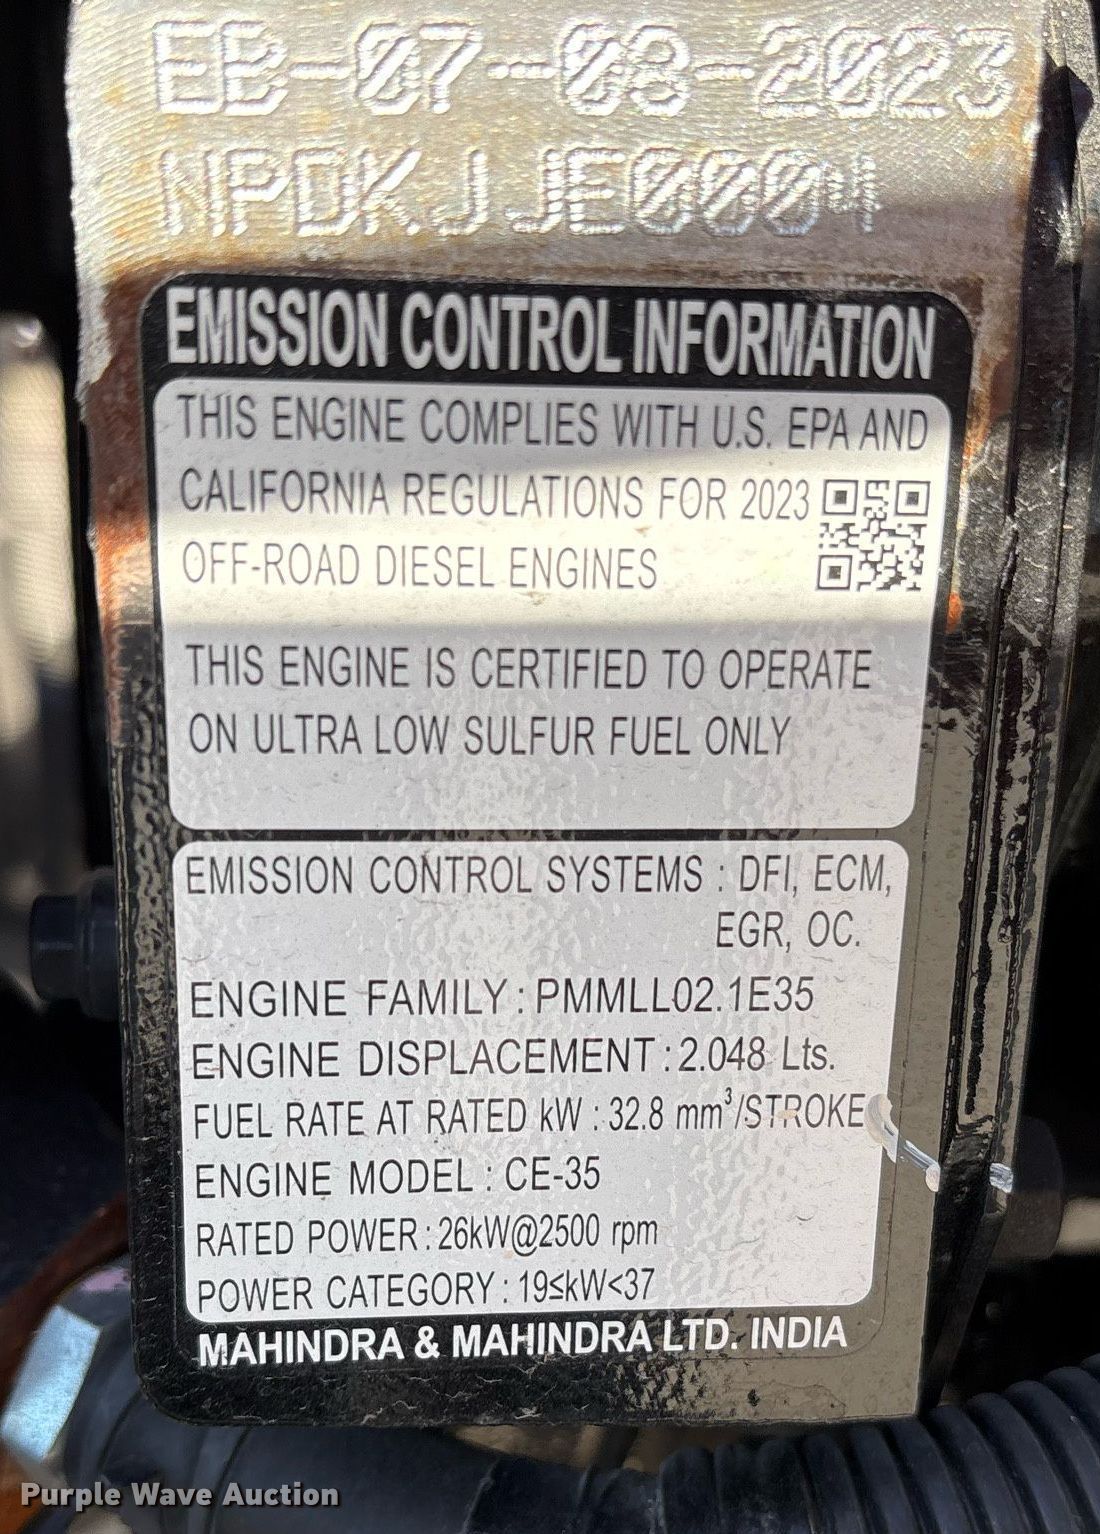 EB-07-08-2023
NPDKJJE0004
EMISSION CONTROL INFORMATION
THIS ENGINE COMPLIES WITH U.S. EPA AND
CALIFORNIA REGULATIONS FOR 2023
OFF-ROAD DIESEL ENGINES
THIS ENGINE IS CERTIFIED TO OPERATE
ON ULTRA LOW SULFUR FUEL ONLY
EMISSION CONTROL SYSTEMS : DFI, ECM,
EGR, OC.
ENGINE FAMILY : PMMLL02.1E35
ENGINE DISPLACEMENT : 2.048 Lts.
FUEL RATE AT RATED kW : 32.8 mm³/STROKE
ENGINE MODEL : CE-35
RATED POWER : 26kW@2500 rpm
POWER CATEGORY : 19≤kW<37
MAHINDRA & MAHINDRA LTD. INDIA
Purple Wave Auction